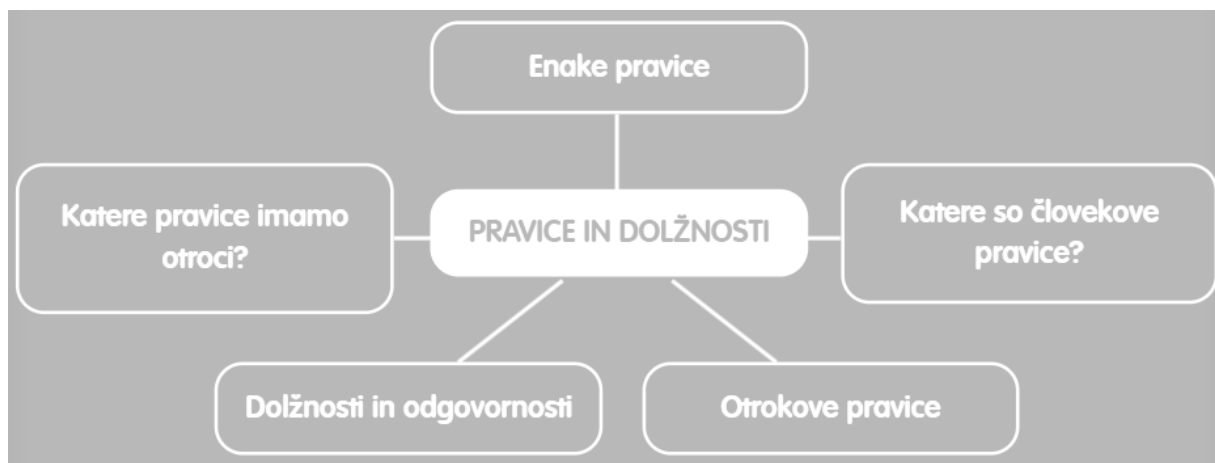 Enake pravice
Katere pravice imamo
otroci?
PRAVICE IN DOLŽNOSTI
Katere so človekove
pravice?
Dolžnosti in odgovornosti
Otrokove pravice